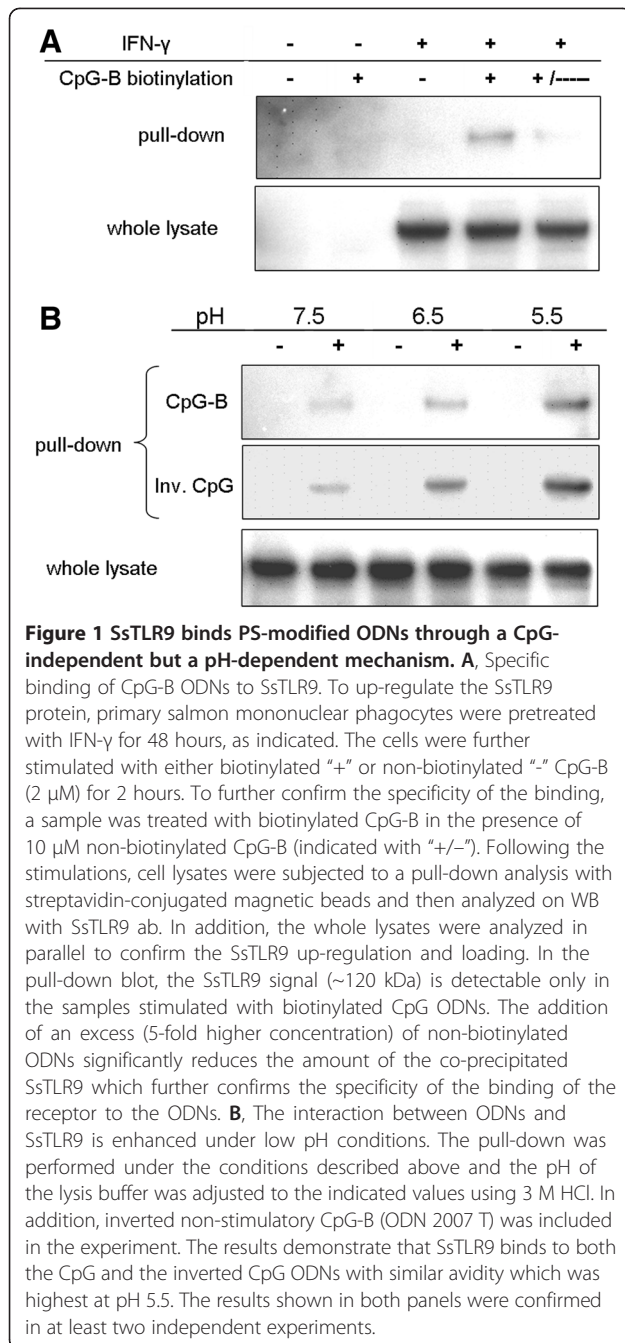 A
IFN-γ - - + + +
CpG-B biotinylation - + - + + /-----
pull-down
whole lysate
B
pH 7.5 6.5 5.5
- + - + - +
CpG-B
pull-down
Inv. CpG
whole lysate
Figure 1 SsTLR9 binds PS-modified ODNs through a CpG-
independent but a pH-dependent mechanism. A, Specific
binding of CpG-B ODNs to SsTLR9. To up-regulate the SsTLR9
protein, primary salmon mononuclear phagocytes were pretreated
with IFN-γ for 48 hours, as indicated. The cells were further
stimulated with either biotinylated “+” or non-biotinylated “-” CpG-B
(2 μM) for 2 hours. To further confirm the specificity of the binding,
a sample was treated with biotinylated CpG-B in the presence of
10 μM non-biotinylated CpG-B (indicated with “+/–”). Following the
stimulations, cell lysates were subjected to a pull-down analysis with
streptavidin-conjugated magnetic beads and then analyzed on WB
with SsTLR9 ab. In addition, the whole lysates were analyzed in
parallel to confirm the SsTLR9 up-regulation and loading. In the
pull-down blot, the SsTLR9 signal (~120 kDa) is detectable only in
the samples stimulated with biotinylated CpG ODNs. The addition
of an excess (5-fold higher concentration) of non-biotinylated
ODNs significantly reduces the amount of the co-precipitated
SsTLR9 which further confirms the specificity of the binding of the
receptor to the ODNs. B, The interaction between ODNs and
SsTLR9 is enhanced under low pH conditions. The pull-down was
performed under the conditions described above and the pH of
the lysis buffer was adjusted to the indicated values using 3 M HCl. In
addition, inverted non-stimulatory CpG-B (ODN 2007 T) was included
in the experiment. The results demonstrate that SsTLR9 binds to both
the CpG and the inverted CpG ODNs with similar avidity which was
highest at pH 5.5. The results shown in both panels were confirmed
in at least two independent experiments.